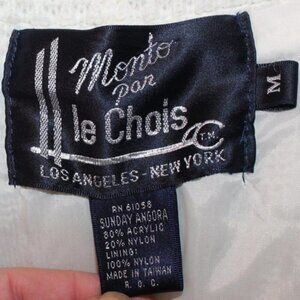 Monto
par
le Chois
T.M.
LOS ANGELES - NEW YORK
M
RN 61058
SUNDAY ANGORA
80% ACRYLIC
20% NYLON
LINING:
100% NYLON
MADE IN TAIWAN
R. O. C.